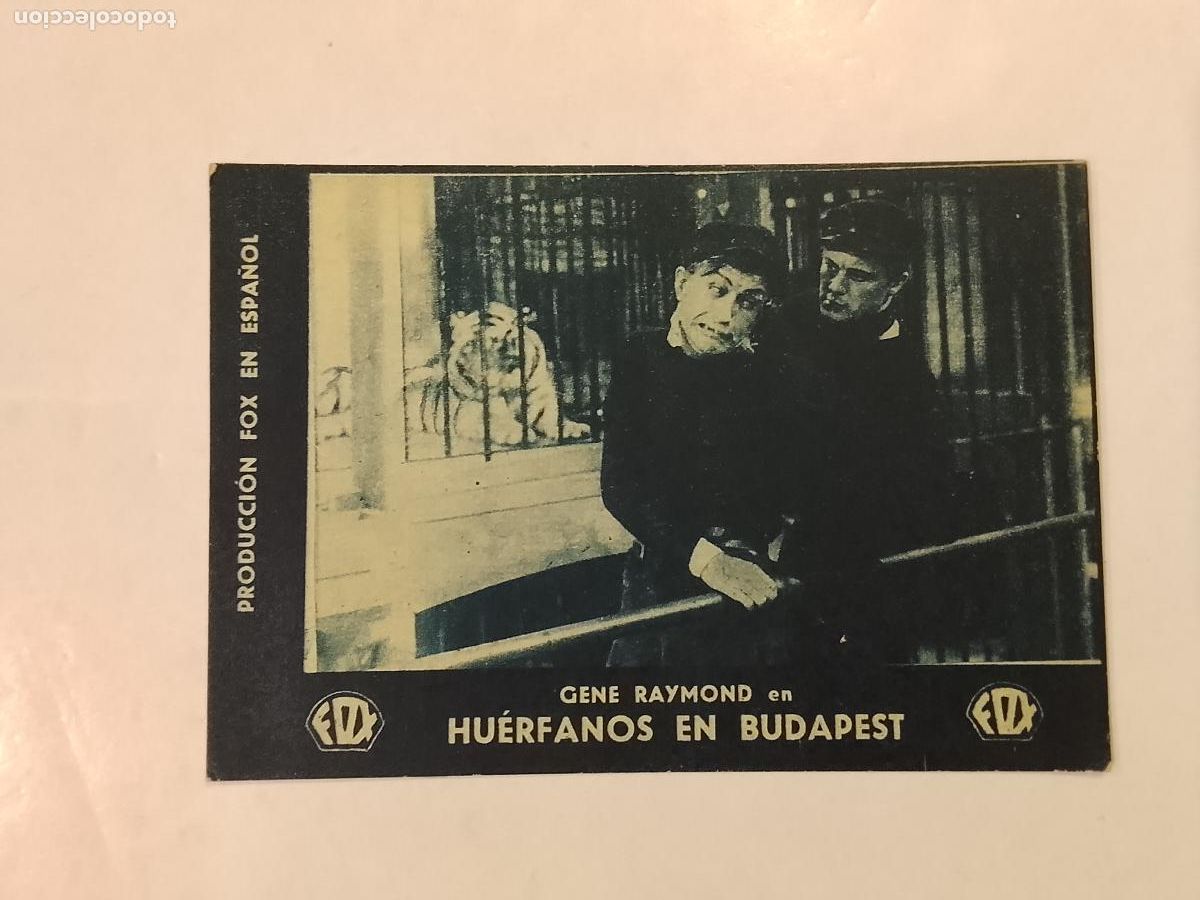 todocoleccion
PRODUCCIÓN FOX EN ESPAÑOL
GENE RAYMOND en
HUÉRFANOS EN BUDAPEST
FOX
FOX